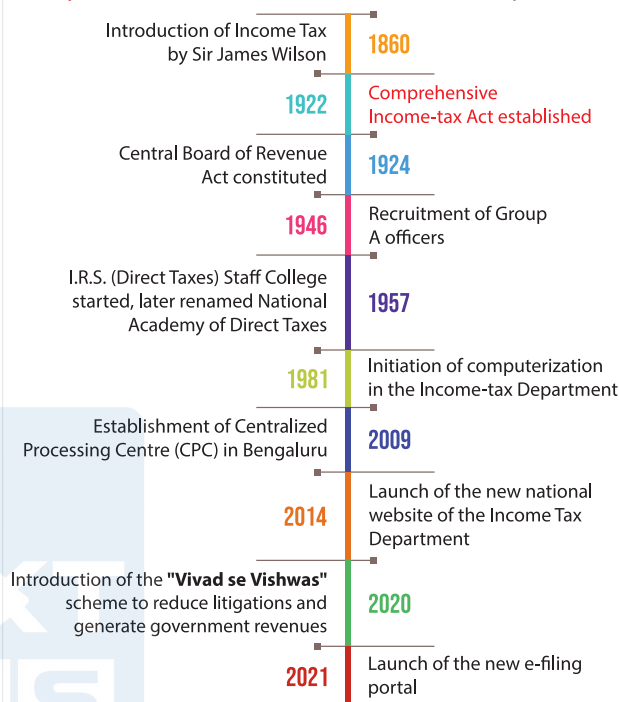 Introduction of Income Tax
by Sir James Wilson
1860
1922
Comprehensive
Income-tax Act established
Central Board of Revenue
Act constituted
1924
1946
Recruitment of Group
A officers
I.R.S. (Direct Taxes) Staff College
started, later renamed National
Academy of Direct Taxes
1957
1981
Initiation of computerization
in the Income-tax Department
Establishment of Centralized
Processing Centre (CPC) in Bengaluru
2009
2014
Launch of the new national
website of the Income Tax
Department
Introduction of the "Vivad se Vishwas"
scheme to reduce litigations and
generate government revenues
2020
2021
Launch of the new e-filing
portal